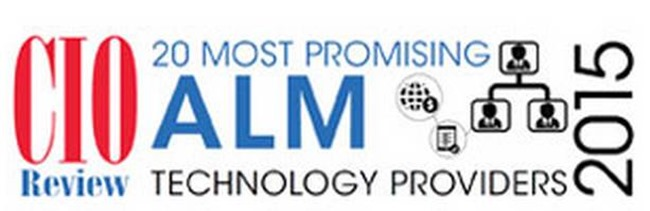 CIO
Review
20 MOST PROMISING
ALM
TECHNOLOGY PROVIDERS
2015